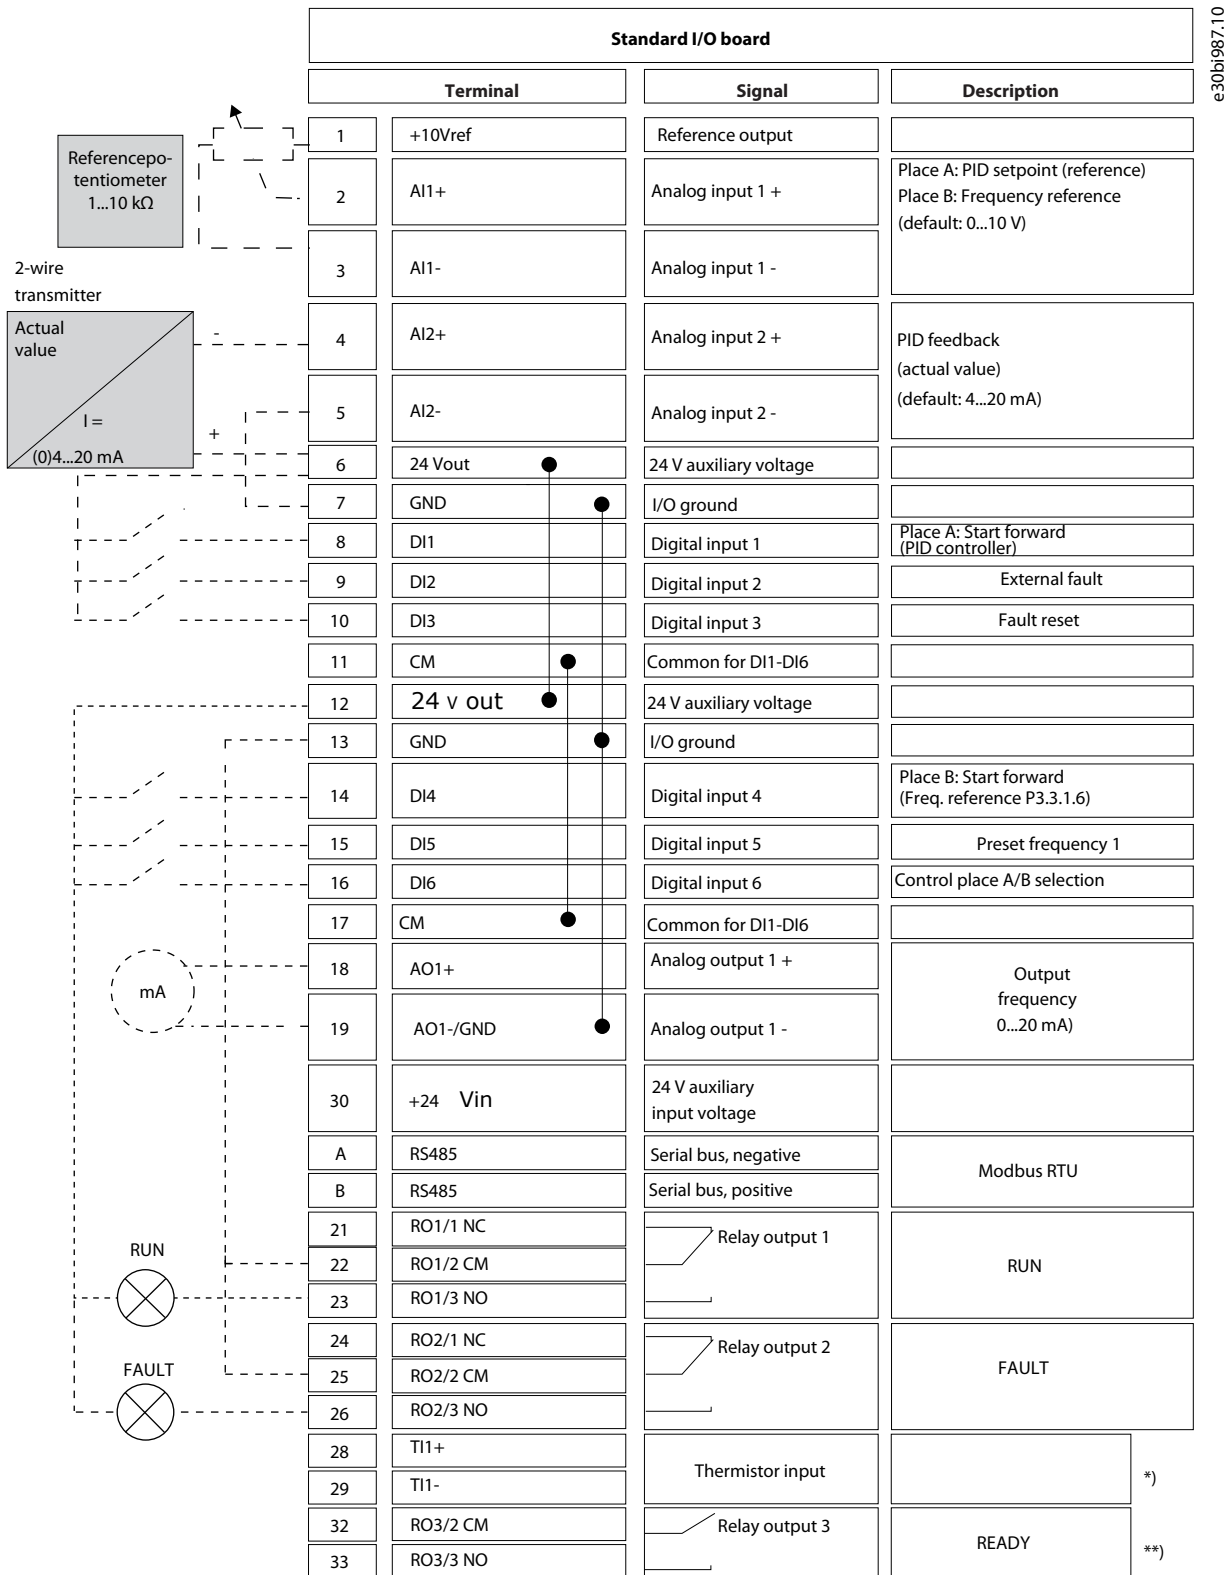 e30bi987.10
Standard I/O board
Terminal Signal Description
Referencepo-
tentiometer
1...10 kΩ
1 +10Vref Reference output
2 AI1+ Analog input 1 +
Place A: PID setpoint (reference)
Place B: Frequency reference
(default: 0...10 V)
3 AI1- Analog input 1 -
2-wire
transmitter
Actual
value
I =
(0)4...20 mA
-
+
4 AI2+ Analog input 2 +
PID feedback
(actual value)
(default: 4...20 mA)
5 AI2- Analog input 2 -
6 24 Vout 24 V auxiliary voltage
7 GND I/O ground
8 DI1 Digital input 1
Place A: Start forward
(PID controller)
9 DI2 Digital input 2 External fault
10 DI3 Digital input 3 Fault reset
11 CM Common for DI1-DI6
12 24 v out 24 V auxiliary voltage
13 GND I/O ground
14 DI4 Digital input 4
Place B: Start forward
(Freq. reference P3.3.1.6)
15 DI5 Digital input 5 Preset frequency 1
16 DI6 Digital input 6 Control place A/B selection
17 CM Common for DI1-DI6
mA
18 AO1+ Analog output 1 +
Output
frequency
0...20 mA)
19 AO1-/GND Analog output 1 -
30 +24 Vin
24 V auxiliary
input voltage
A RS485 Serial bus, negative
Modbus RTU
B RS485 Serial bus, positive
21 RO1/1 NC Relay output 1
RUN
22 RO1/2 CM RUN
23 RO1/3 NO
24 RO2/1 NC Relay output 2
FAULT
25 RO2/2 CM FAULT
26 RO2/3 NO
28 TI1+
Thermistor input *)
29 TI1-
32 RO3/2 CM Relay output 3
READY **)
33 RO3/3 NO